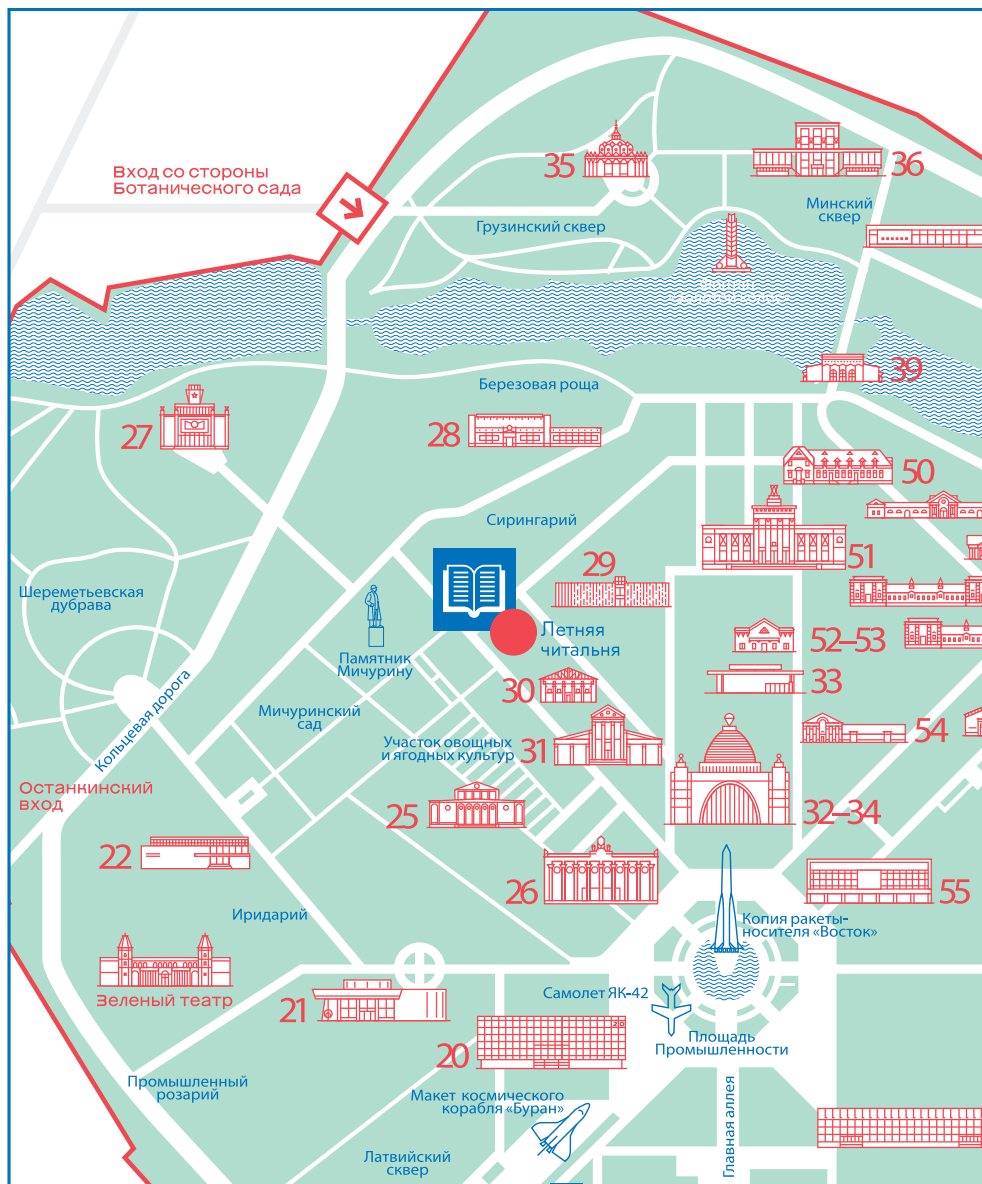 Вход со стороны
Ботанического сада
35
36
Минский
сквер
Грузинский сквер
39
Березовая роща
27
28
50
Сирингарий
51
29
Шереметьевская
дубрава
Летняя
читальня
52–53
Памятник
Мичурину
30
33
Мичуринский
сад
Кольцевая дорога
Участок овощных
и ягодных культур
31
54
Останкинский
вход
25
32–34
22
26
55
Иридарий
Копия ракеты-
носителя «Восток»
Зеленый театр
21
Самолет ЯК-42
20
Площадь
Промышленности
Промышленный
розарий
Макет космического
корабля «Буран»
Главная аллея
Латвийский
сквер